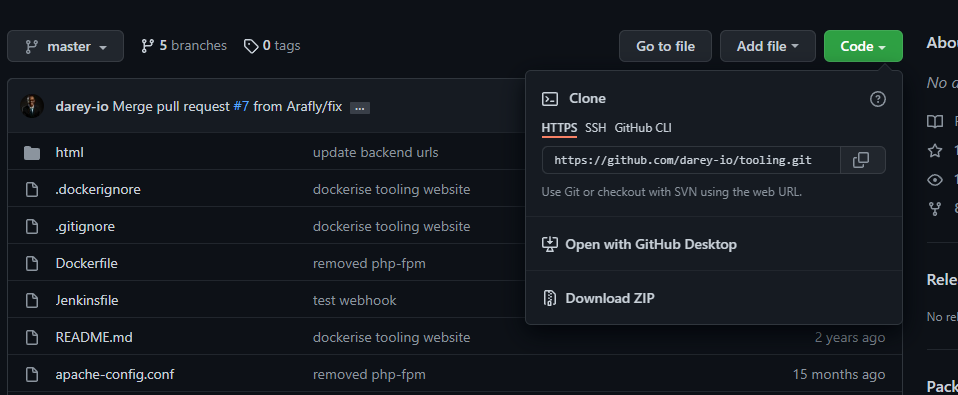 master 5 branches 0 tags Go to file Add file Code
Abou
darey-io Merge pull request #7 from Arafly/fix ...
No d
Clone
HTTPS SSH GitHub CLI
https://github.com/darey-io/tooling.git
Use Git or checkout with SVN using the web URL.
Open with GitHub Desktop
Download ZIP
html update backend urls
.dockerignore dockerise tooling website
.gitignore dockerise tooling website
Dockerfile removed php-fpm
Jenkinsfile test webhook
README.md dockerise tooling website 2 years ago
apache-config.conf removed php-fpm 15 months ago
Rele
No rel
Pack